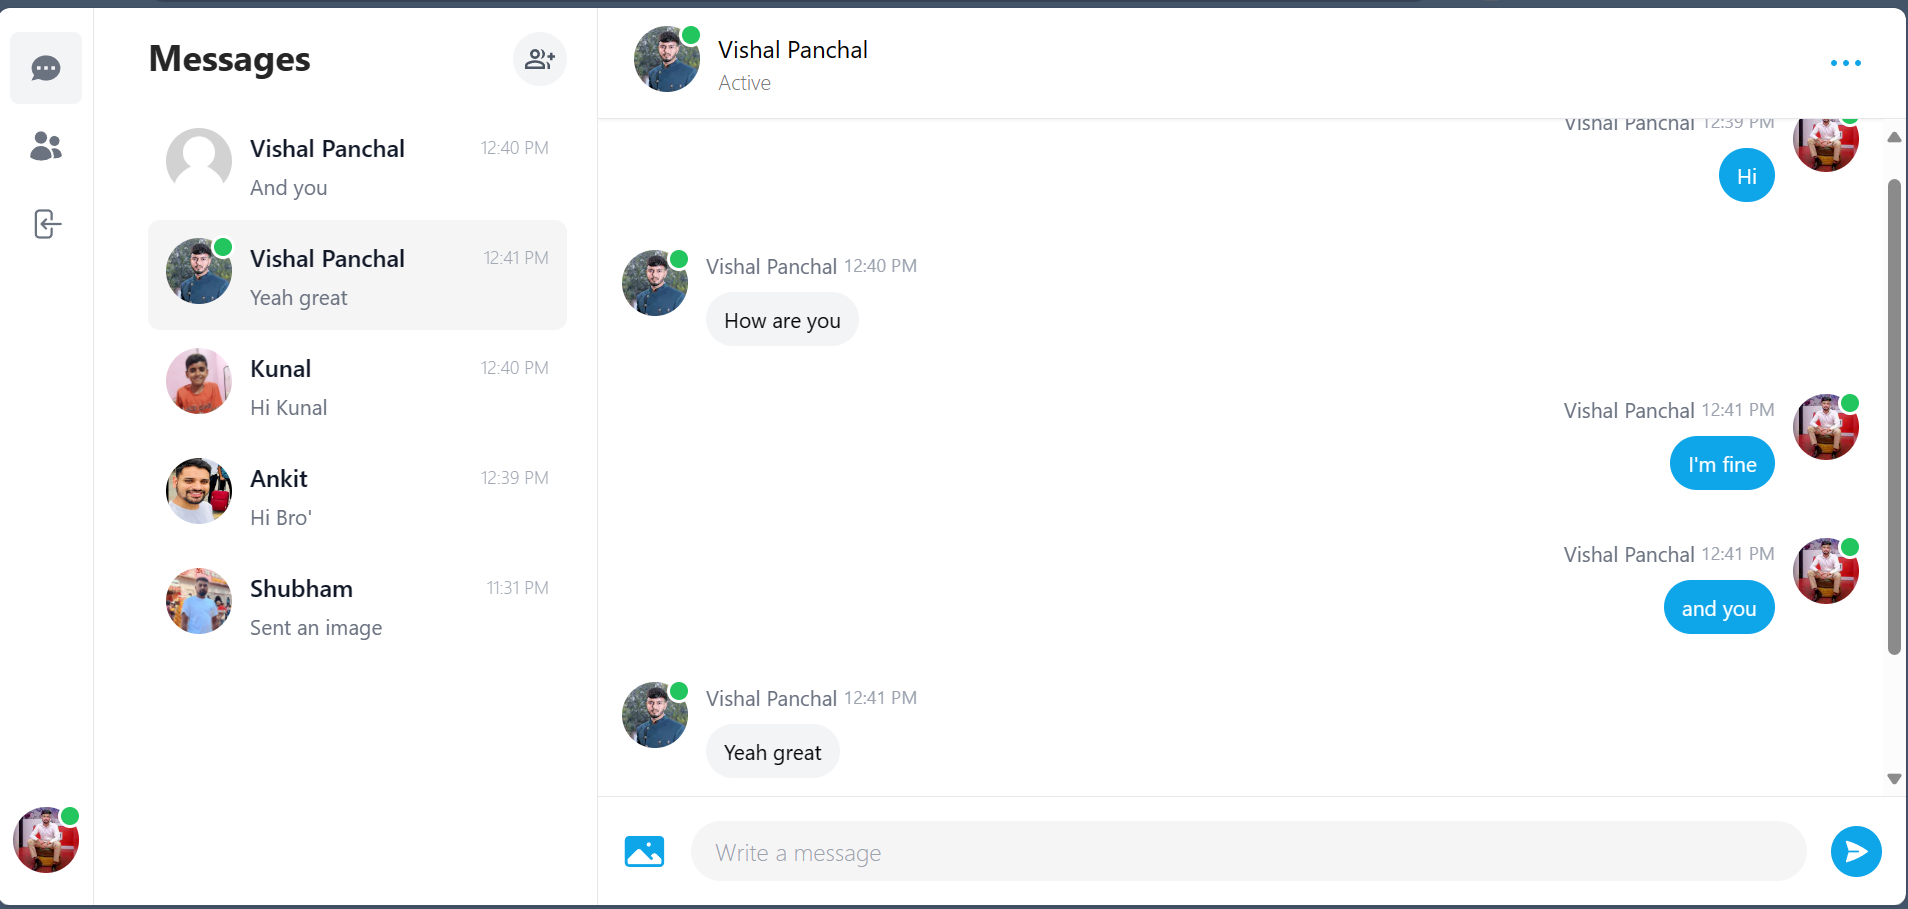 Messages
Vishal Panchal 12:40 PM
And you
Vishal Panchal 12:41 PM
Yeah great
Kunal 12:40 PM
Hi Kunal
Ankit 12:39 PM
Hi Bro'
Shubham 11:31 PM
Sent an image
Vishal Panchal
Active
Vishal Panchal 12:39 PM
Hi
Vishal Panchal 12:40 PM
How are you
Vishal Panchal 12:41 PM
I'm fine
Vishal Panchal 12:41 PM
and you
Vishal Panchal 12:41 PM
Yeah great
Write a message